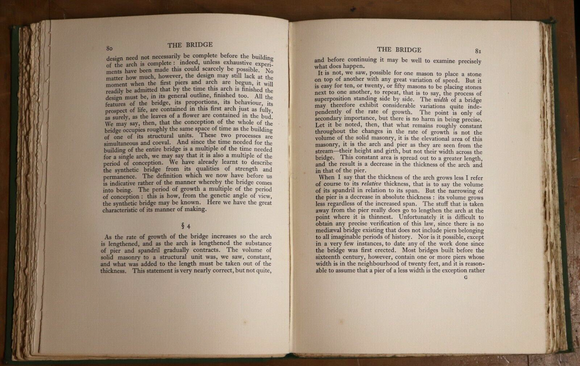 80
THE BRIDGE
design need not necessarily be complete before the building
of the arch is complete: indeed, unless exhaustive experi-
ments have been made this could scarcely be possible. No
matter how much, however, the design may still lack at the
moment when the first piers and arch are begun, it will
readily be admitted that by the time this arch is finished the
design must be, in its general outline, finished too. All the
features of the bridge, its proportions, its behaviour, its
prospect of life, are contained in this first arch just as fully,
as surely, as the leaves of a flower are contained in the bud.
We may say, then, that the conception of the whole of the
bridge occupies roughly the same space of time as the building
of one of its structural units. These two processes are
simultaneous and coeval. And since the time needed for the
building of the entire bridge is a multiple of the time needed
for a single arch, we may say that it is also a multiple of the
period of conception. We have already learnt to describe
the synthetic bridge from its qualities of strength and
permanence. The definition which we now have before us
is indicative rather of the manner whereby the bridge comes
into being. The period of growth a multiple of the period
of conception: this is how, from the genetic angle of view,
the synthetic bridge may be known. Here we have the great
characteristic of its manner of making.
§ 4
As the rate of growth of the bridge increases so the arch
is lengthened, and as the arch is lengthened the substance
of pier and spandril gradually contracts. The volume of
solid masonry to a structural unit was, we saw, constant,
and what was added to the length must be taken out of the
thickness. This statement is very nearly correct, but not quite,
THE BRIDGE
81
and before continuing it may be well to examine precisely
what does happen.
It is not, we saw, possible for one mason to place a stone
on top of another with any great variation of speed. But it
is easy for ten, or twenty, or fifty masons to be placing stones
next to one another, to repeat, that is to say, the process of
superposition standing side by side. The width of a bridge
may therefore exhibit considerable variations quite inde-
pendently of the rate of growth. The point is only of
secondary importance, but there is no harm in being precise.
Let it be noted, then, that what remains roughly constant
throughout the changes in the rate of growth is not the
volume of the solid masonry, it is the elevational area of this
masonry, it is the arch and pier as they are seen from the
stream—their height and girth, but not their width across the
bridge. This constant area is spread out to a greater length,
and the result is a decrease in the thickness of the arch and
in that of the pier.
When I say that the thickness of the arch grows less I refer
of course to its relative thickness, that is to say the volume
of its spandril in relation to its span. But the narrowing of
the pier is a decrease in absolute thickness: its volume grows
less regardless of the increased span. The stuff that is taken
away from the pier really does go to lengthen the arch at the
point where it is thinned. Unfortunately it is difficult to
obtain any precise verification of this law, since there is no
mediæval bridge existing that does not include piers belonging
to all imaginable periods of history. Nor is it possible, except
in a very few instances, to date any of the work done since
the bridge was first erected. Most bridges built before the
sixteenth century, however, contain one or more piers whose
width is in the neighbourhood of twenty feet, and it is reason-
able to assume that a pier of a less width is the exception rather
G